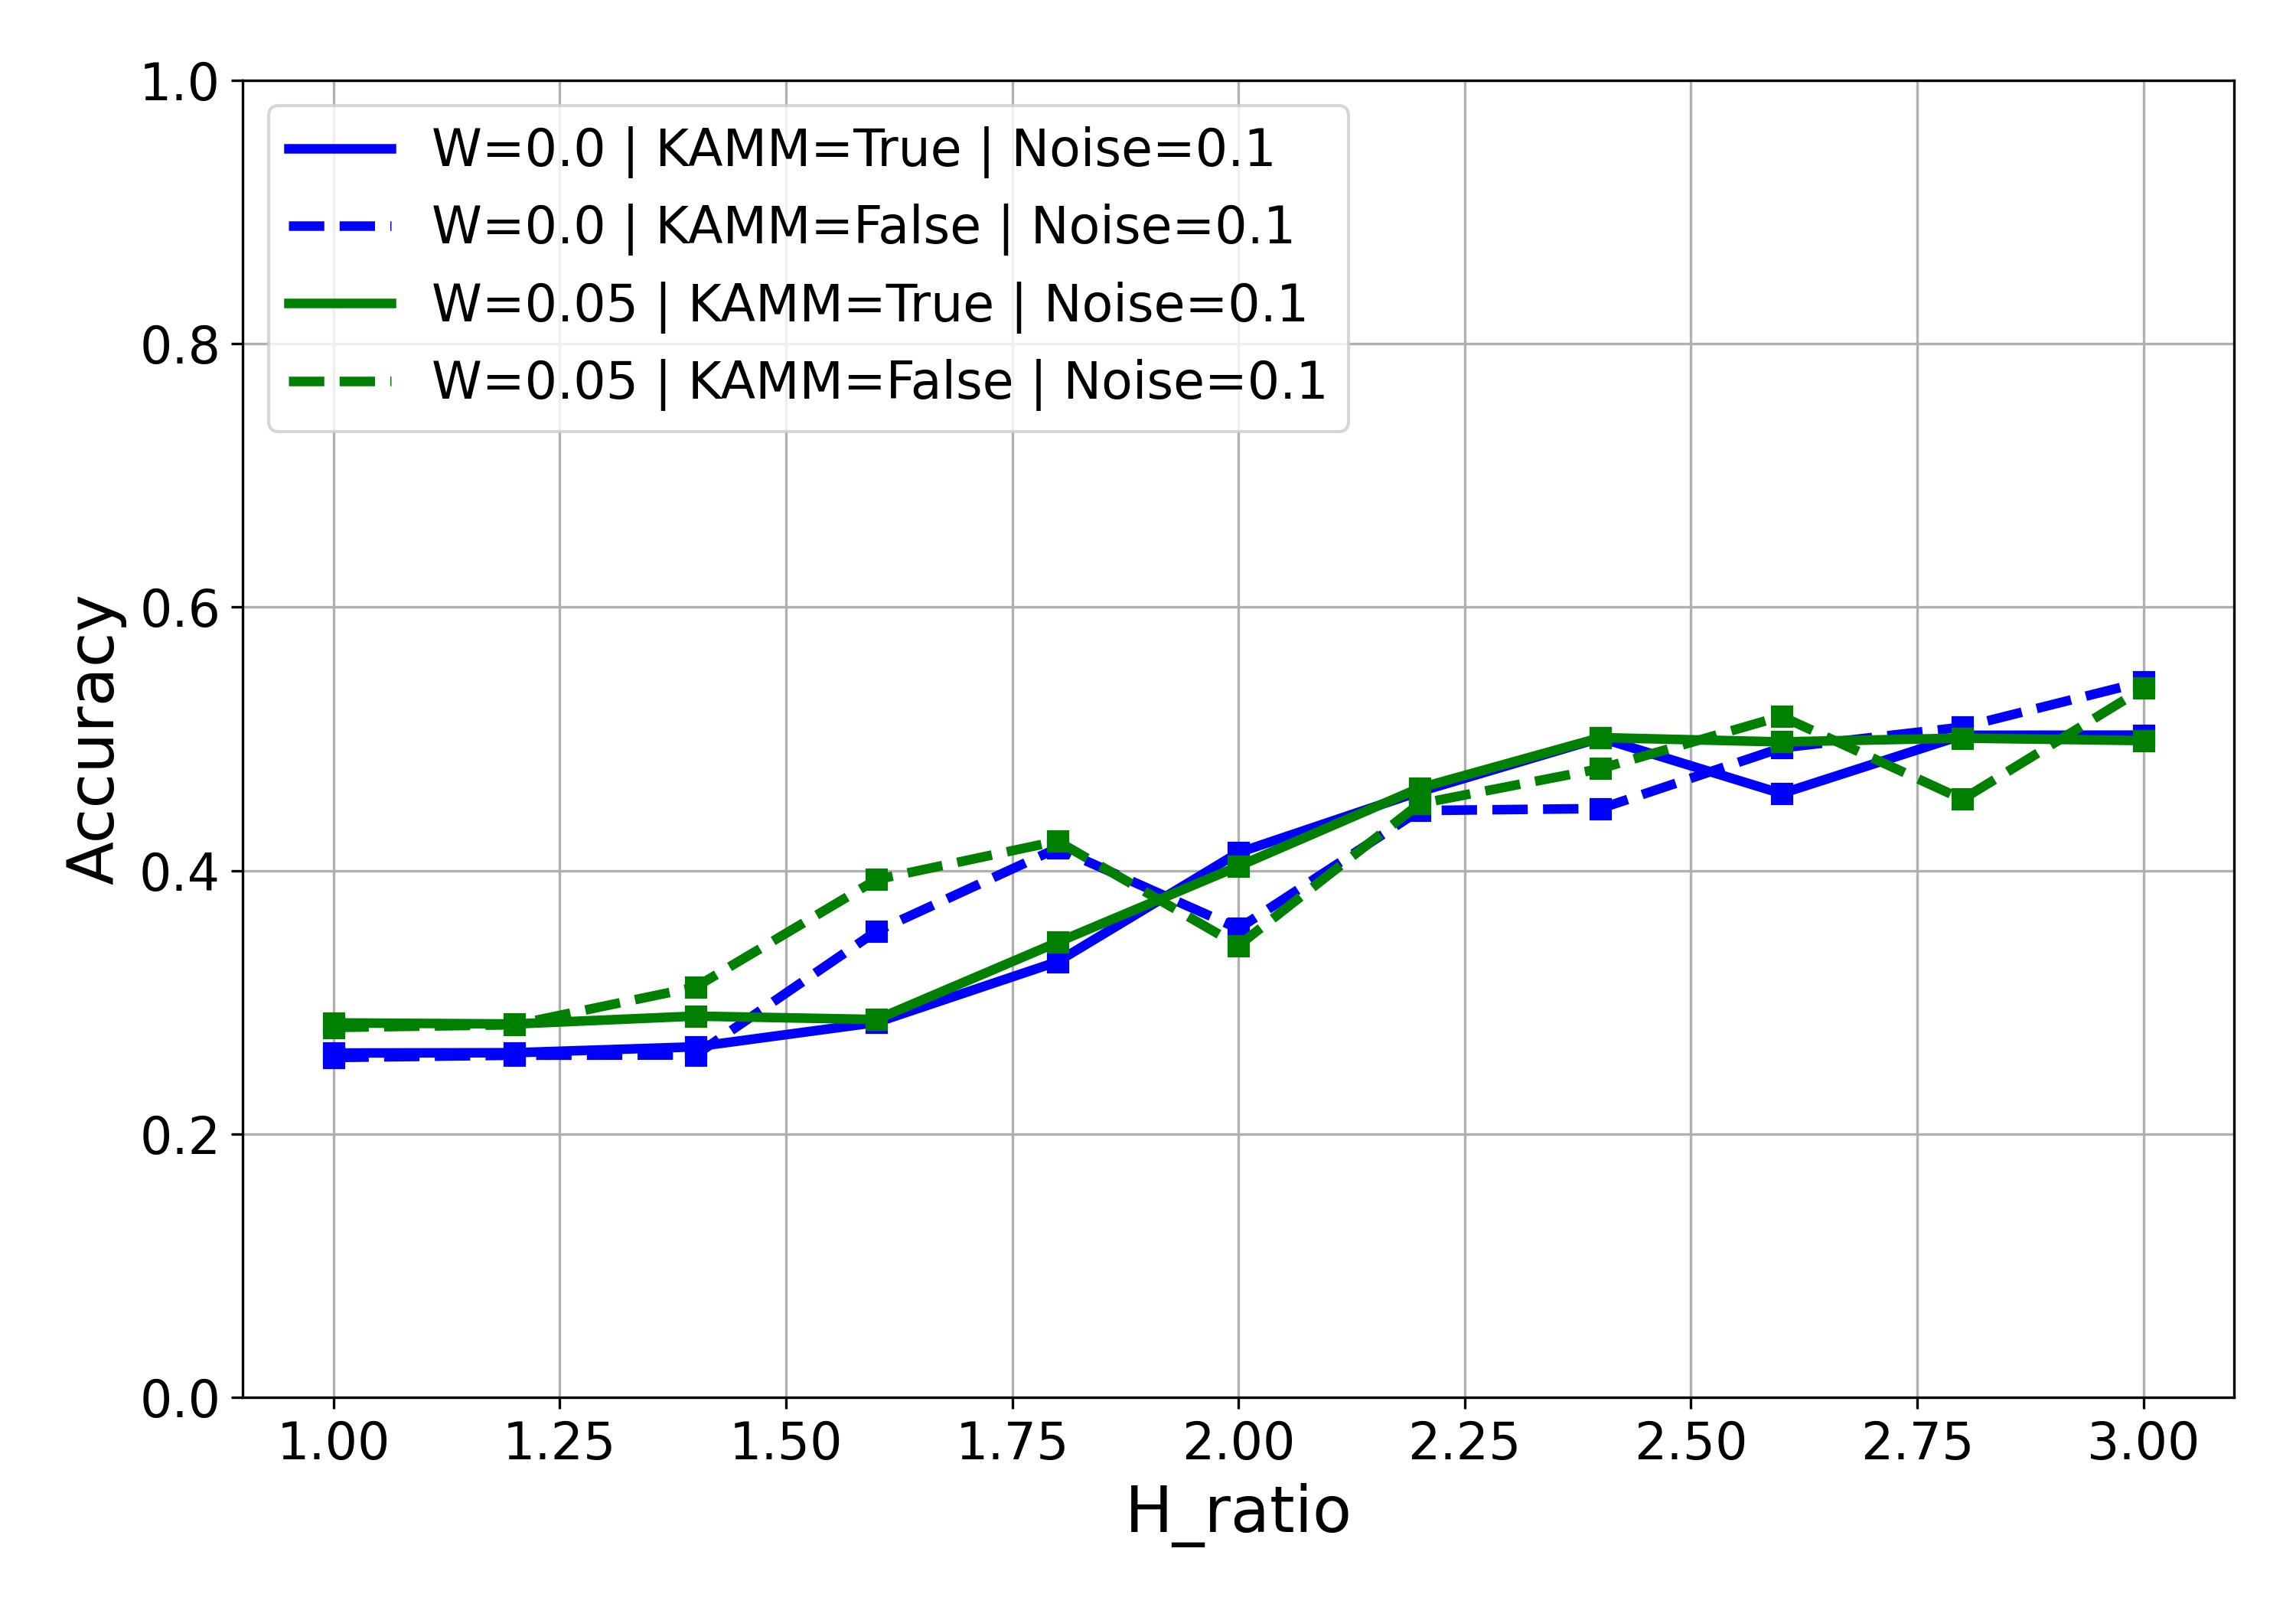 1.0
0.8
0.6
0.4
0.2
0.0
Accuracy
W=0.0 | KAMM=True | Noise=0.1
W=0.0 | KAMM=False | Noise=0.1
W=0.05 | KAMM=True | Noise=0.1
W=0.05 | KAMM=False | Noise=0.1
1.00 1.25 1.50 1.75 2.00 2.25 2.50 2.75 3.00
H_ratio